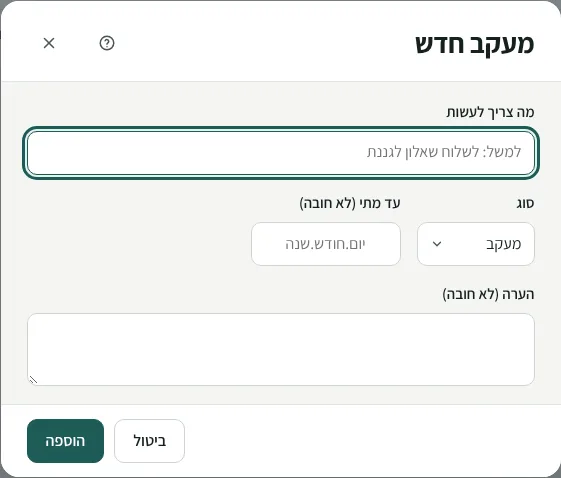 מעקב חדש
מה צריך לעשות
למשל: לשלוח שאלון לגננת
סוג
עד מתי (לא חובה)
מעקב
יום.חודש.שנה
הערה (לא חובה)
ביטול
הוספה